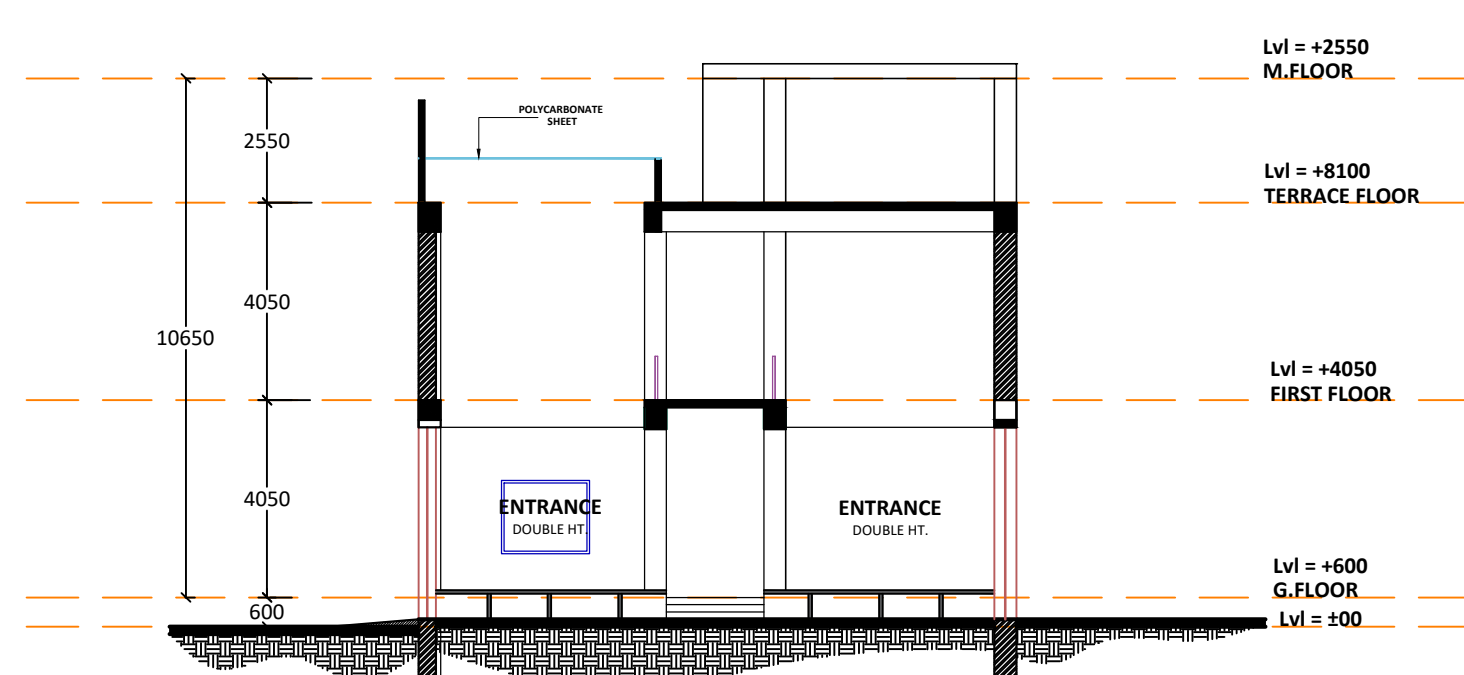 Lvl = +2550
M.FLOOR
POLYCARBONATE
SHEET
2550
Lvl = +8100
TERRACE FLOOR
4050
10650
Lvl = +4050
FIRST FLOOR
4050
ENTRANCE
DOUBLE HT.
ENTRANCE
DOUBLE HT.
Lvl = +600
G.FLOOR
600
Lvl = ±00